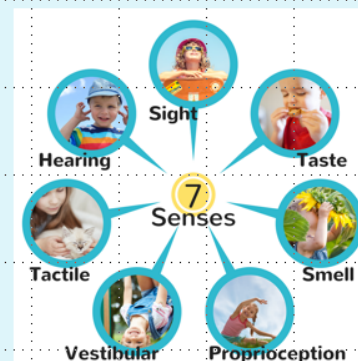 Sight
Hearing
Taste
7
Senses
Tactile
Smell
Vestibular
Proprioception